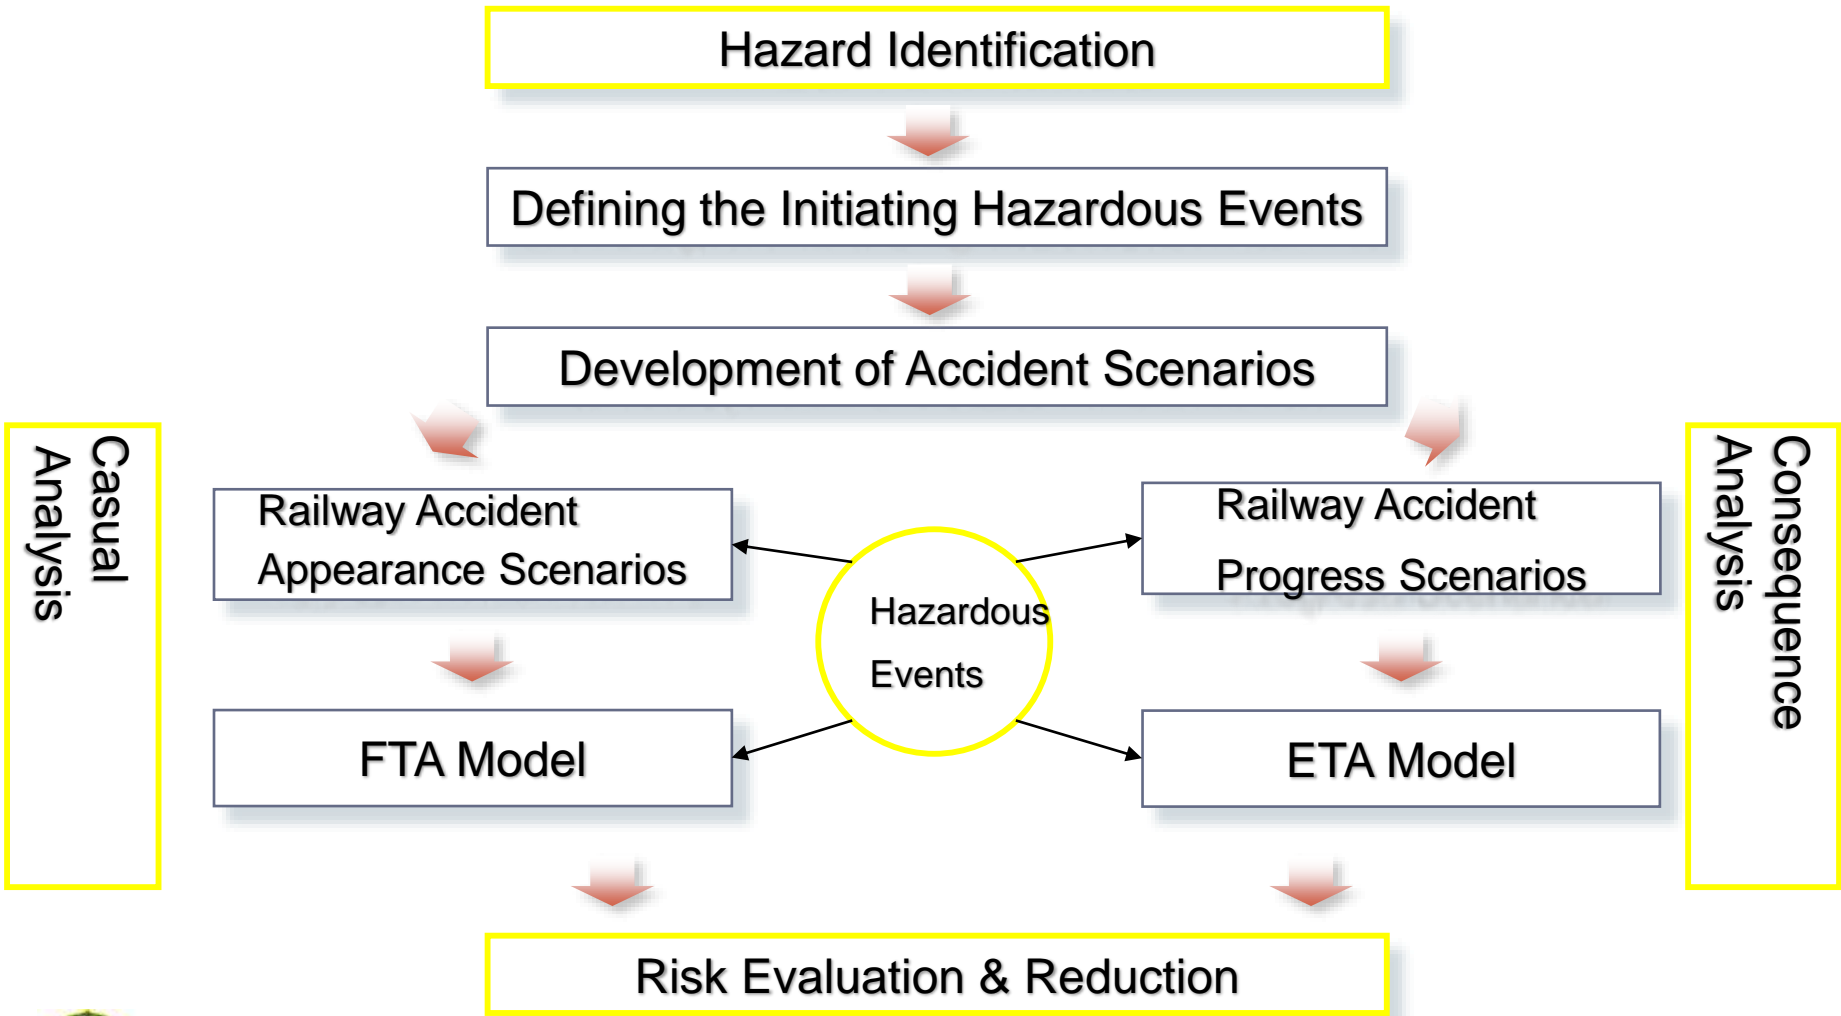 Hazard Identification
Defining the Initiating Hazardous Events
Development of Accident Scenarios
Casual
Analysis
Railway Accident
Appearance Scenarios
Hazardous
Events
Railway Accident
Progress Scenarios
Consequence
Analysis
FTA Model
ETA Model
Risk Evaluation & Reduction